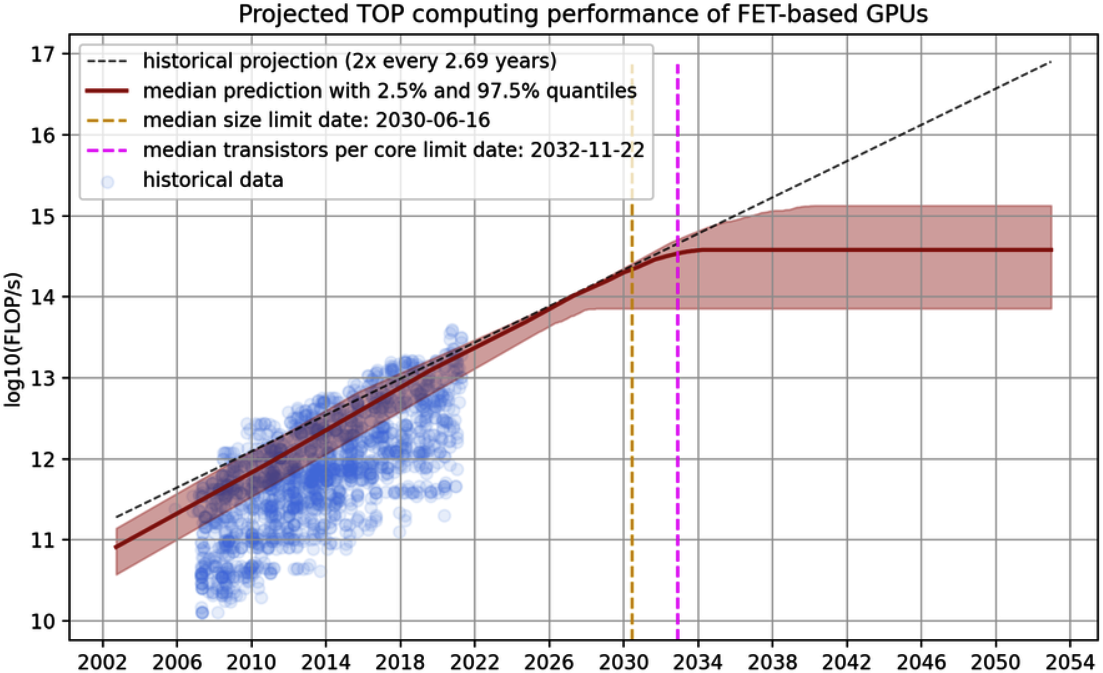 Projected TOP computing performance of FET-based GPUs
historical projection (2x every 2.69 years)
median prediction with 2.5% and 97.5% quantiles
median size limit date: 2030-06-16
median transistors per core limit date: 2032-11-22
historical data
log10(FLOP/s)
17
16
15
14
13
12
11
10
2002 2006 2010 2014 2018 2022 2026 2030 2034 2038 2042 2046 2050 2054